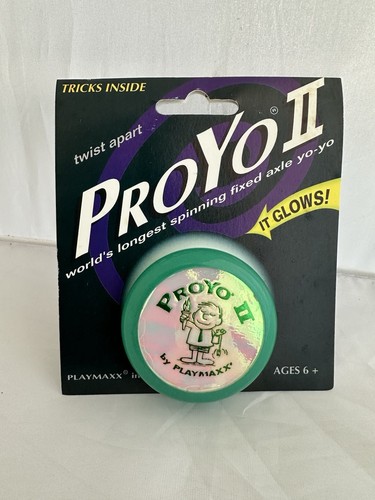 TRICKS INSIDE
twist apart
PROYO® II
world's longest spinning fixed axle yo-yo
IT GLOWS!
PROYO® II
by PLAYMAXX®
PLAYMAXX®
AGES 6 +